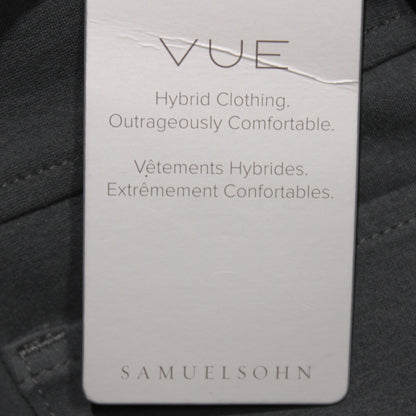 VUE
Hybrid Clothing.
Outrageously Comfortable.
Vêtements Hybrides.
Extrêmement Confortables.
SAMUELSOHN